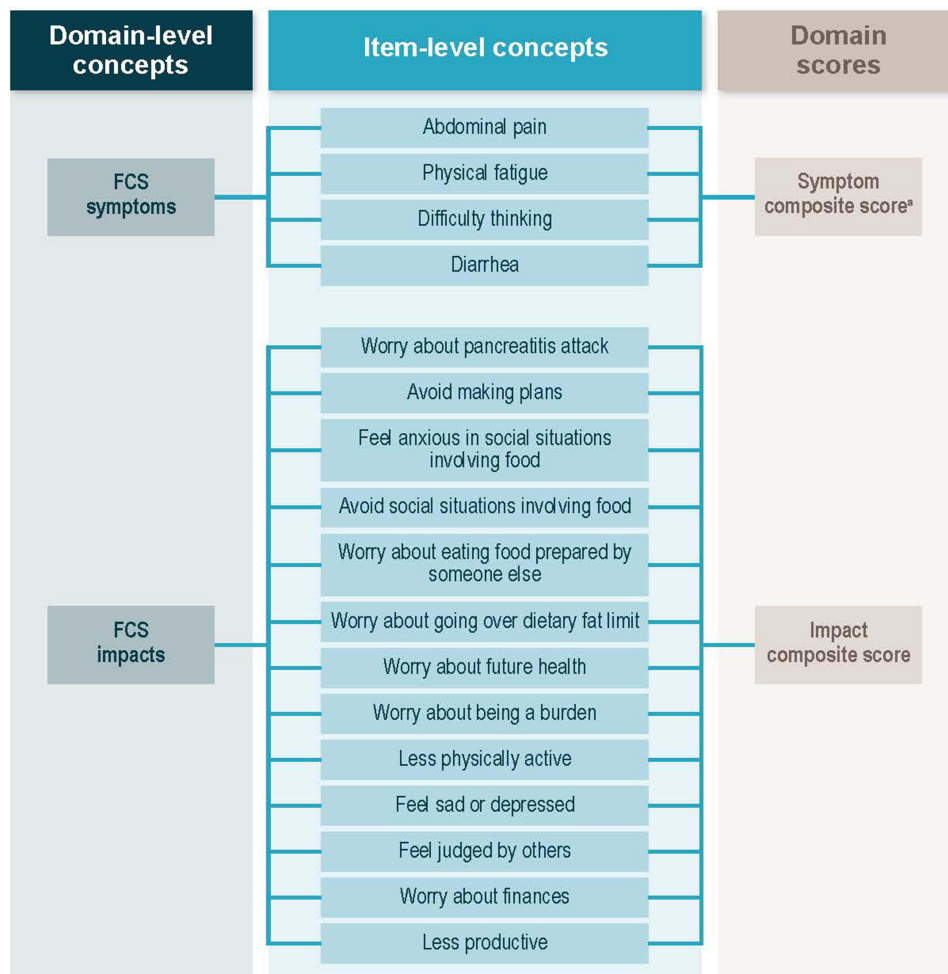 Domain-level
concepts
Item-level concepts
Domain
scores
FCS
symptoms
Abdominal pain
Physical fatigue
Difficulty thinking
Diarrhea
Symptom
composite scoreᵃ
FCS
impacts
Worry about pancreatitis attack
Avoid making plans
Feel anxious in social situations
involving food
Avoid social situations involving food
Worry about eating food prepared by
someone else
Worry about going over dietary fat limit
Worry about future health
Worry about being a burden
Less physically active
Feel sad or depressed
Feel judged by others
Worry about finances
Less productive
Impact
composite score